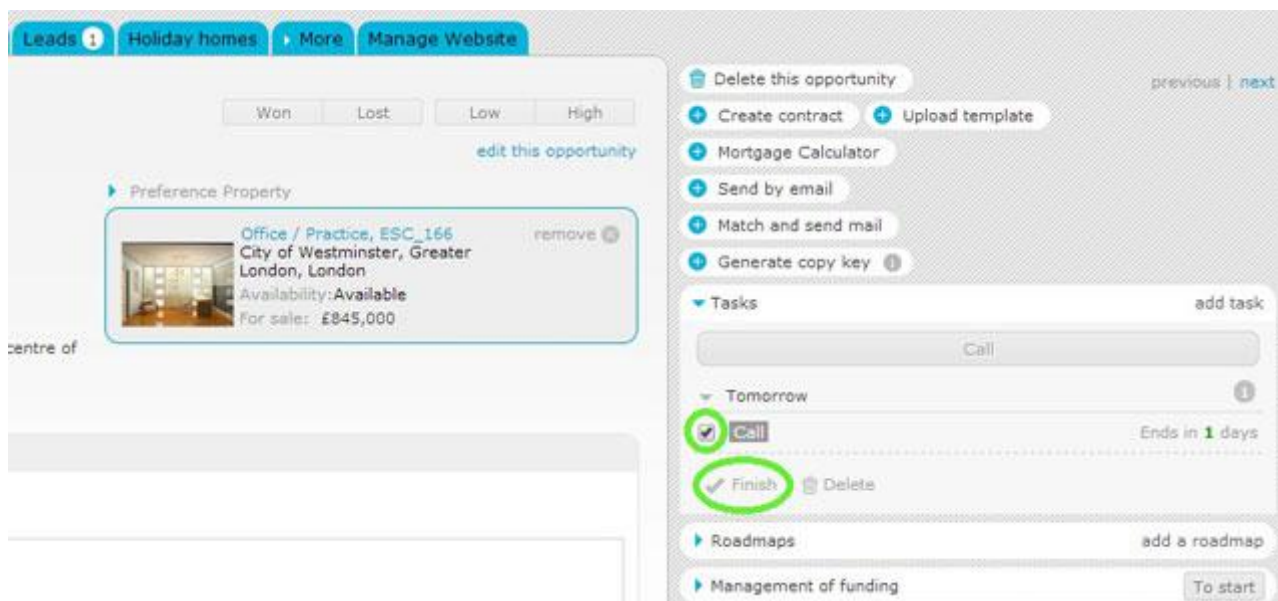 Leads 1 Holiday homes More Manage Website
Won Lost Low High
edit this opportunity
Preference Property
Office / Practice, ESC_166 remove
City of Westminster, Greater
London, London
Availability:Available
For sale: £845,000
centre of
Delete this opportunity previous | next
Create contract Upload template
Mortgage Calculator
Send by email
Match and send mail
Generate copy key
Tasks add task
Call
Tomorrow 1
Call Ends in 1 days
Finish Delete
Roadmaps add a roadmap
Management of funding To start